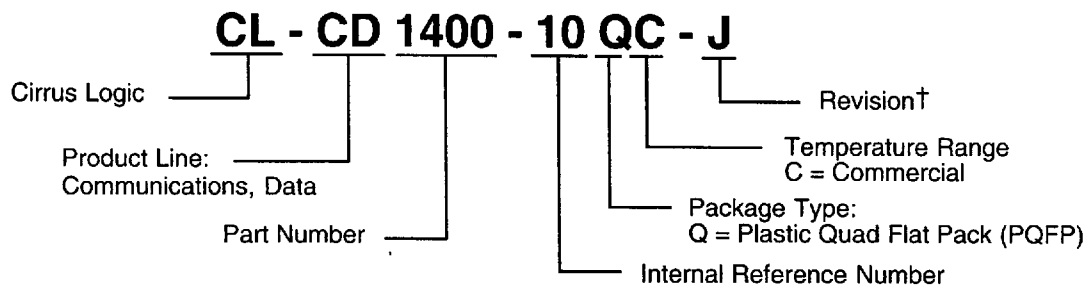 CL - CD 1400 - 10 QC - J
Cirrus Logic
Revision†
Product Line:
Communications, Data
Temperature Range
C = Commercial
Part Number
Package Type:
Q = Plastic Quad Flat Pack (PQFP)
Internal Reference Number